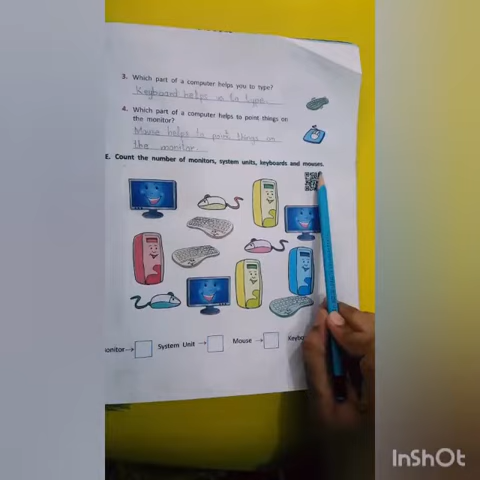 3. Which part of a computer helps you to type?
Keyboard helps us to type
4. Which part of a computer helps to point things on
the monitor?
Mouse helps to point things on
the monitor
E. Count the number of monitors, system units, keyboards and mouses.
onitor → System Unit → Mouse → Keybo
InShOt